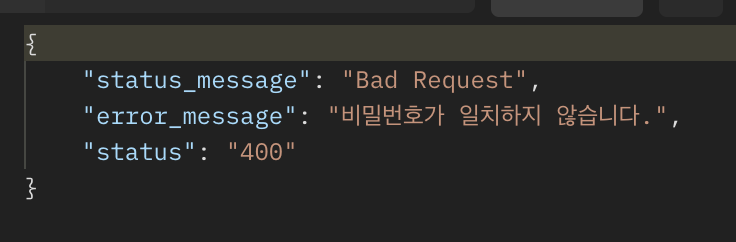 {
"status_message": "Bad Request",
"error_message": "비밀번호가 일치하지 않습니다.",
"status": "400"
}